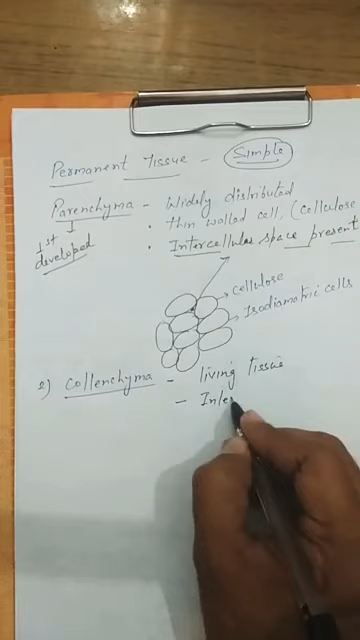 Permanent Tissue - Simple
Parenchyma - Widely distributed
1st developed
• Thin walled cell, (Cellulose
• Intercellular space present
Cellulose
Isodiametric cells
2) Collenchyma - living tissue
- Inte